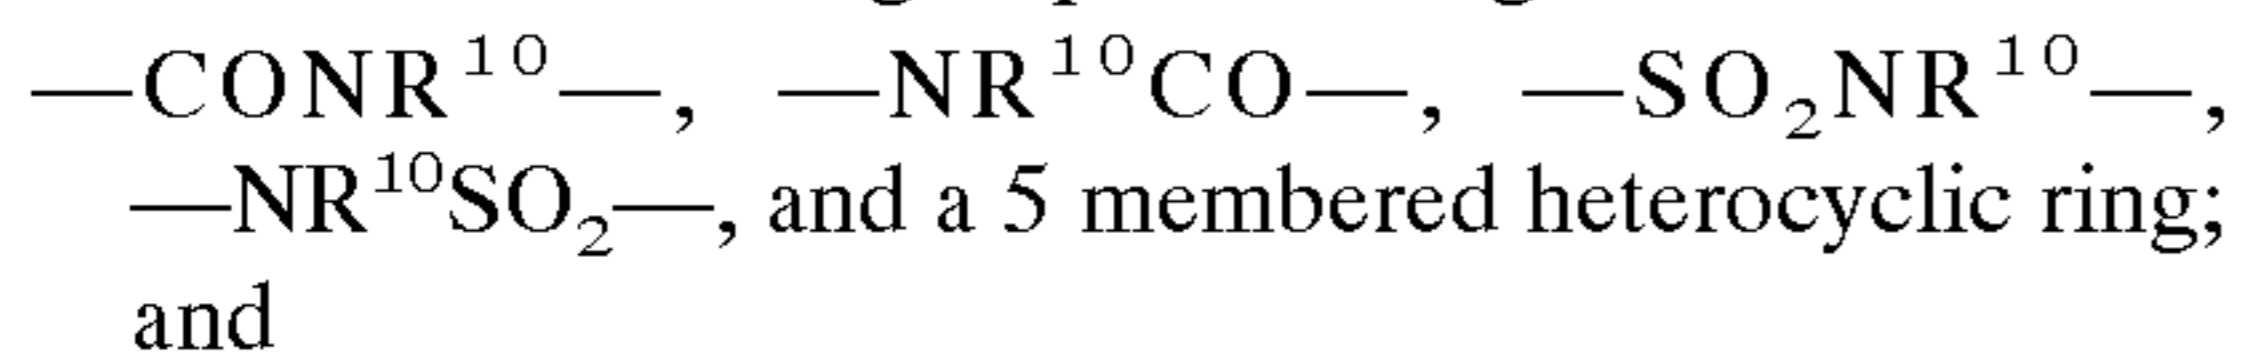 —CONR¹⁰—, —NR¹⁰CO—, —SO₂NR¹⁰—,
—NR¹⁰SO₂—, and a 5 membered heterocyclic ring;
and